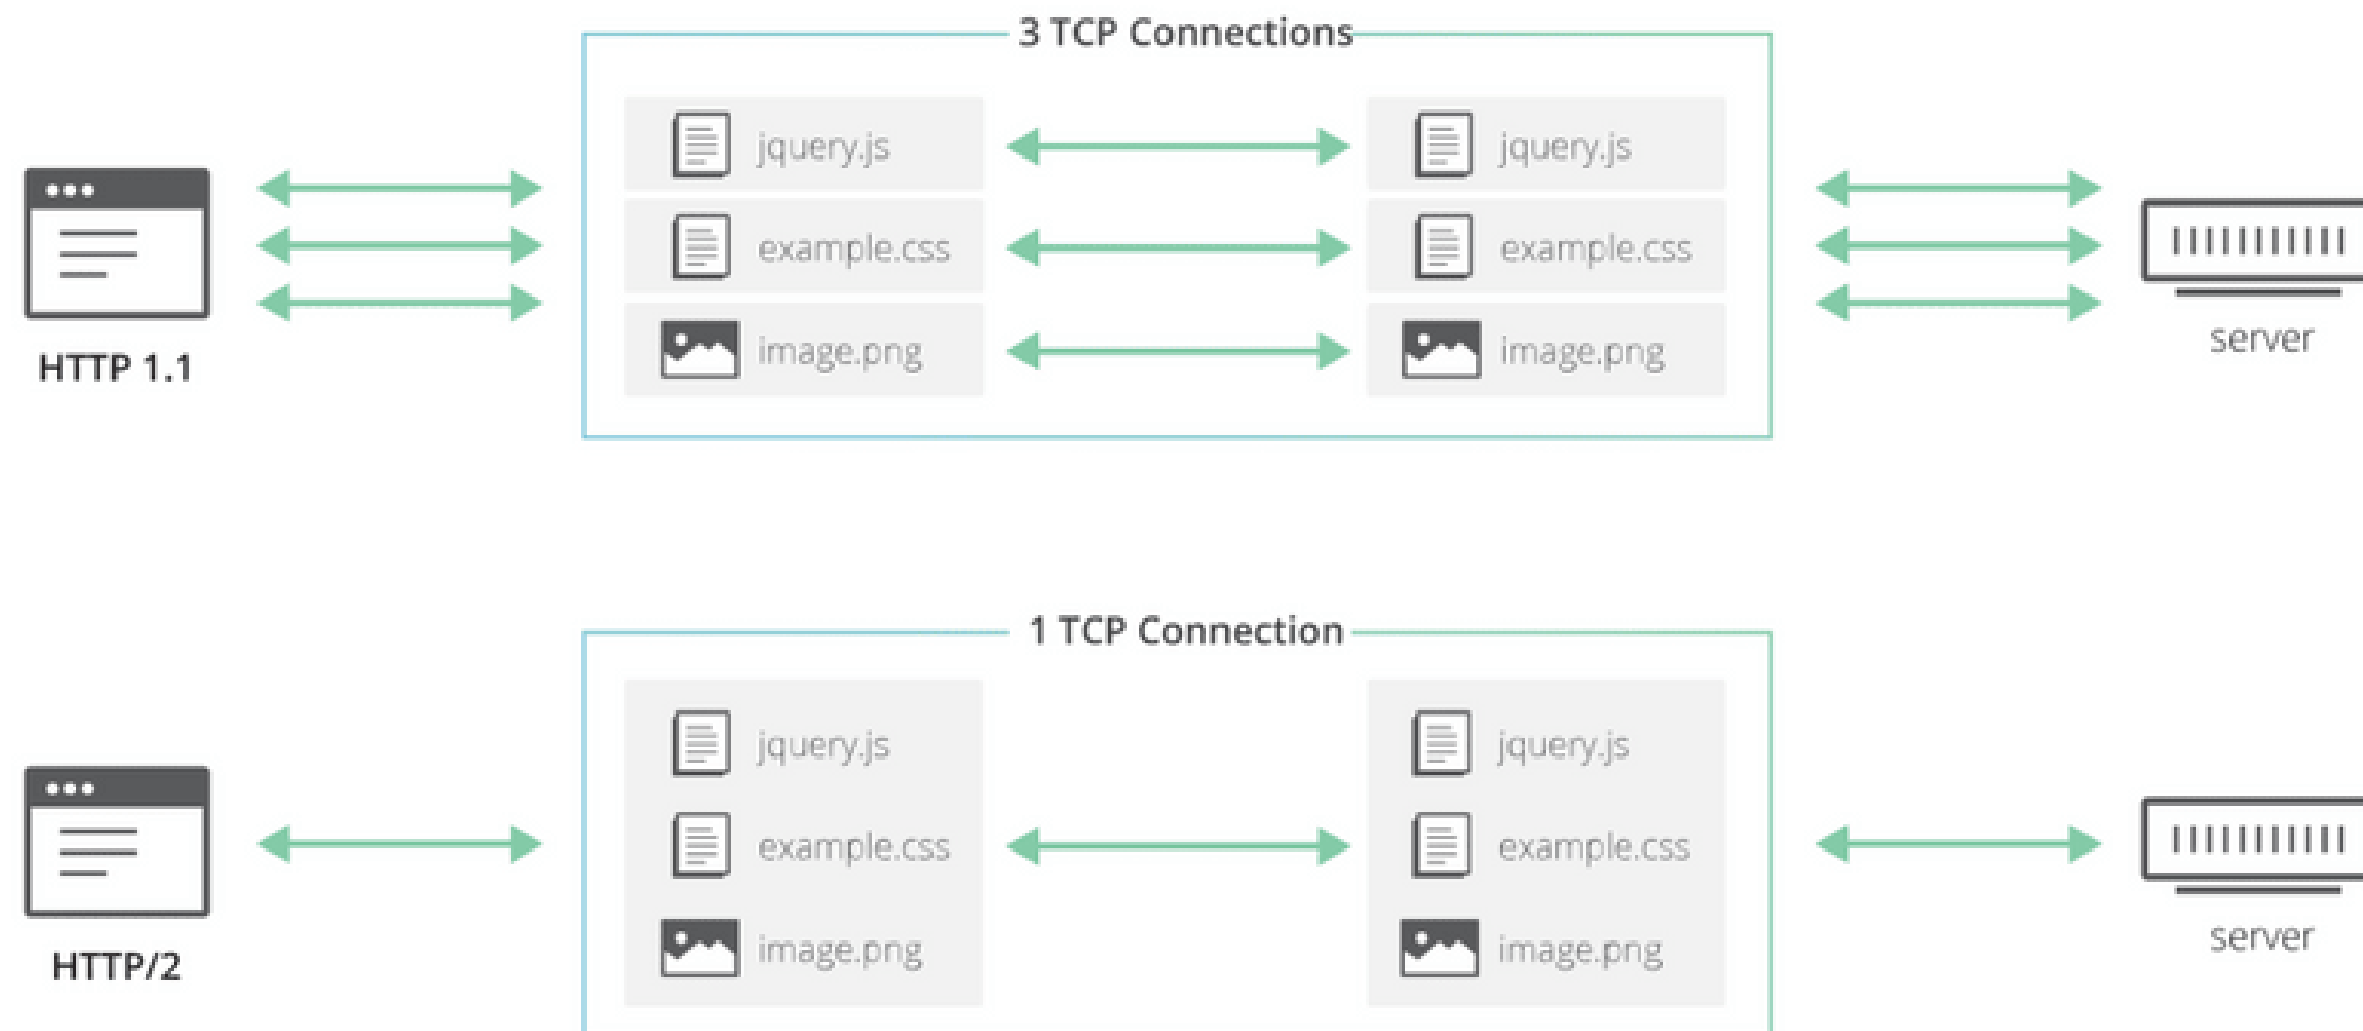 3 TCP Connections
jquery.js
jquery.js
example.css
example.css
image.png
image.png
HTTP 1.1
server
1 TCP Connection
jquery.js
jquery.js
example.css
example.css
image.png
image.png
HTTP/2
server